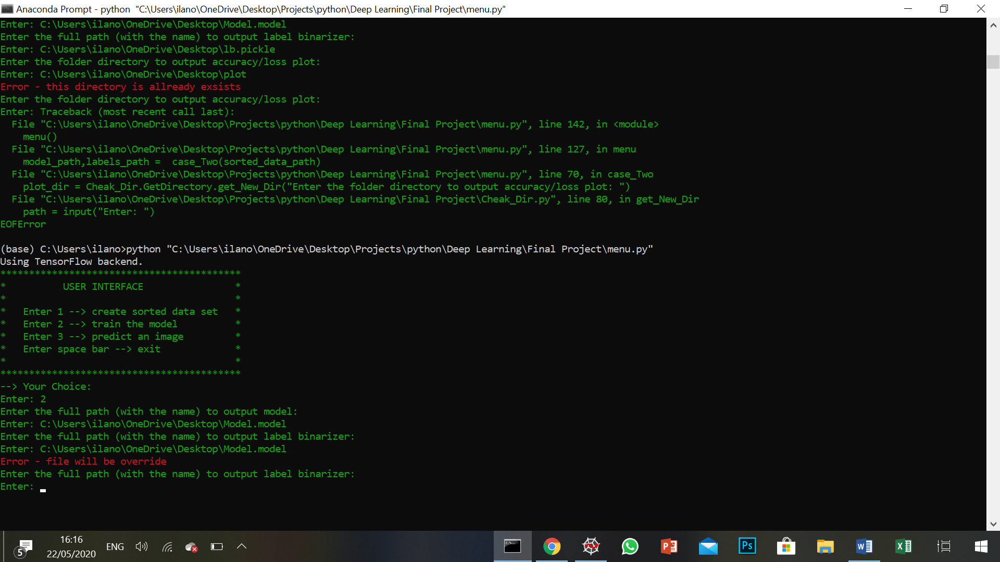 Anaconda Prompt - python  "C:\Users\ilano\OneDrive\Desktop\Projects\python\Deep Learning\Final Project\menu.py"
Enter: C:\Users\ilano\OneDrive\Desktop\Model.model
Enter the full path (with the name) to output label binarizer:
Enter: C:\Users\ilano\OneDrive\Desktop\lb.pickle
Enter the folder directory to output accuracy/loss plot:
Enter: C:\Users\ilano\OneDrive\Desktop\plot
Error - this directory is allready exsists
Enter the folder directory to output accuracy/loss plot:
Enter: Traceback (most recent call last):
  File "C:\Users\ilano\OneDrive\Desktop\Projects\python\Deep Learning\Final Project\menu.py", line 142, in <module>
    menu()
  File "C:\Users\ilano\OneDrive\Desktop\Projects\python\Deep Learning\Final Project\menu.py", line 127, in menu
    model_path,labels_path =  case_Two(sorted_data_path)
  File "C:\Users\ilano\OneDrive\Desktop\Projects\python\Deep Learning\Final Project\menu.py", line 70, in case_Two
    plot_dir = Cheak_Dir.GetDirectory.get_New_Dir("Enter the folder directory to output accuracy/loss plot: ")
  File "C:\Users\ilano\OneDrive\Desktop\Projects\python\Deep Learning\Final Project\Cheak_Dir.py", line 80, in get_New_Dir
    path = input("Enter: ")
EOFError
(base) C:\Users\ilano>python "C:\Users\ilano\OneDrive\Desktop\Projects\python\Deep Learning\Final Project\menu.py"
Using TensorFlow backend.
******************************************
*          USER INTERFACE                *
*                                        *
*   Enter 1 --> create sorted data set   *
*   Enter 2 --> train the model          *
*   Enter 3 --> predict an image         *
*   Enter space bar --> exit             *
*                                        *
******************************************
--> Your Choice:
Enter: 2
Enter the full path (with the name) to output model:
Enter: C:\Users\ilano\OneDrive\Desktop\Model.model
Enter the full path (with the name) to output label binarizer:
Enter: C:\Users\ilano\OneDrive\Desktop\Model.model
Error - file will be override
Enter the full path (with the name) to output label binarizer:
Enter:
5
16:16
22/05/2020
ENG
C:\
P
Ps
W
X